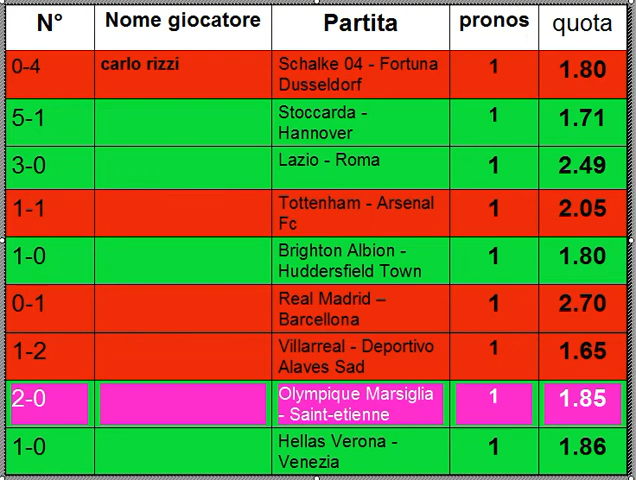 N° Nome giocatore Partita pronos quota
0-4 carlo rizzi Schalke 04 - Fortuna 1 1.80
Dusseldorf
5-1 Stoccarda - 1 1.71
Hannover
3-0 Lazio - Roma 1 2.49
1-1 Tottenham - Arsenal 1 2.05
Fc
1-0 Brighton Albion - 1 1.80
Huddersfield Town
0-1 Real Madrid – 1 2.70
Barcellona
1-2 Villarreal - Deportivo 1 1.65
Alaves Sad
2-0 Olympique Marsiglia 1 1.85
- Saint-etienne
1-0 Hellas Verona - 1 1.86
Venezia